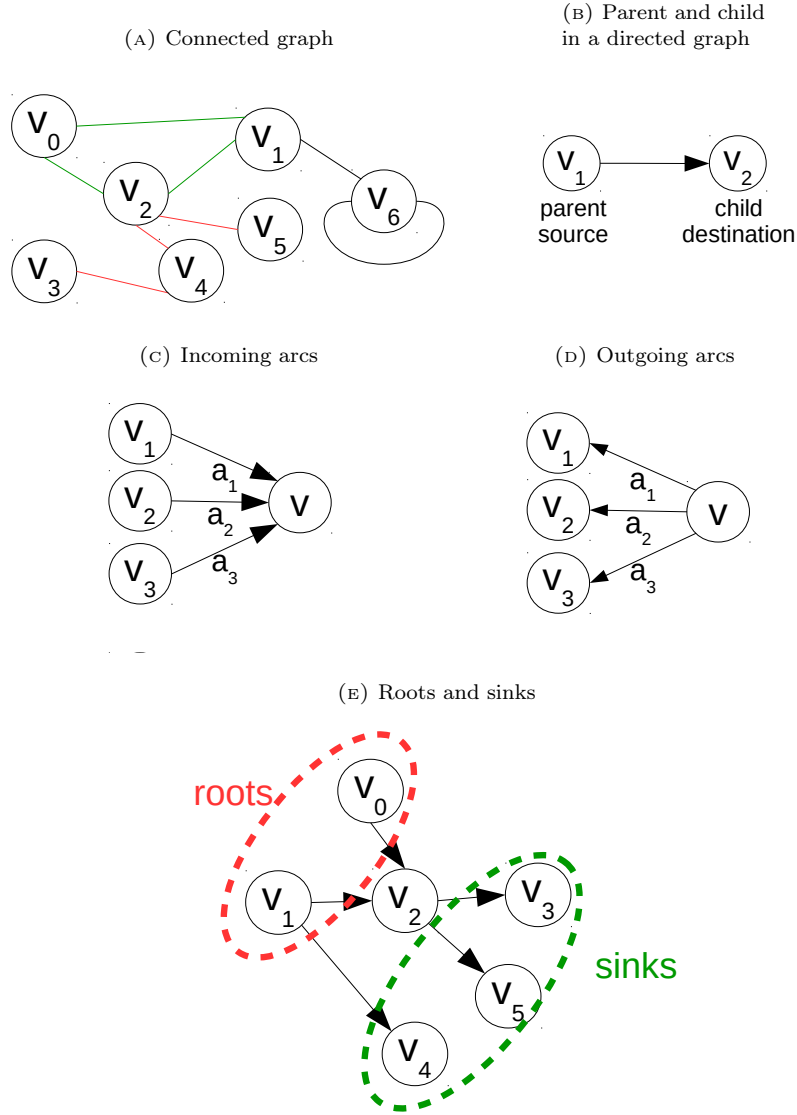 (B) Parent and child
(A) Connected graph
in a directed graph
v0
v1
v2
v6
v5
v3
v4
v1
v2
parent
source
child
destination
(C) Incoming arcs
(D) Outgoing arcs
v1
a1
v2
v
a2
v3
a3
v1
a1
v2
v
a2
v3
a3
(E) Roots and sinks
roots
v0
v1
v2
v3
sinks
v5
v4